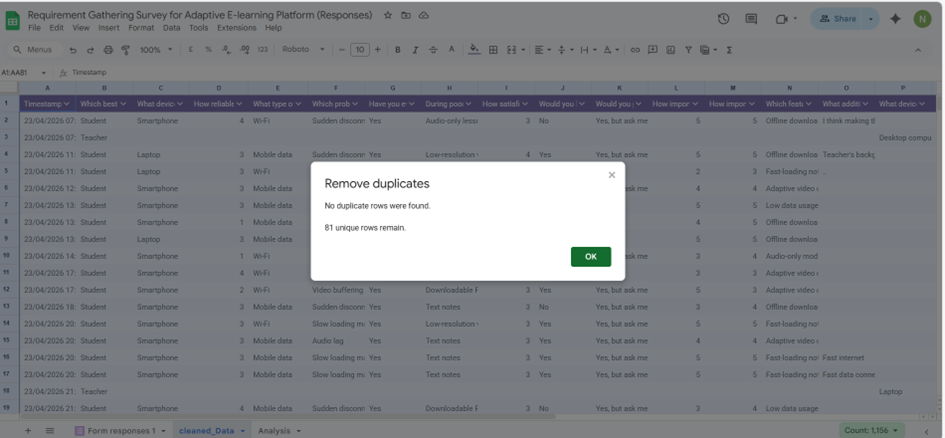 Requirement Gathering Survey for Adaptive E-learning Platform (Responses)
File Edit View Insert Format Data Tools Extensions Help
Share
N
Menus 100% £ % .0 .00 123 Roboto 10 B I A
A1:AA81 fx Timestamp
A B C D E F G H I J K L M N O P
1 Timestamp Which best What devic How reliable What type o Which prob Have you e During poo How satisfi Would you Would you How impor How impor Which feat What additi What devic
2 23/04/2026 07: Student Smartphone 4 Wi-Fi Sudden disconn Yes Audio-only less 3 No Yes, but ask me 5 5 Offline downloa I think making th
3 23/04/2026 07: Teacher Desktop compu
4 23/04/2026 11: Student Laptop 3 Mobile data Sudden disconn Yes Low-resolution 4 Yes Yes, but ask me 5 5 Offline downloa Teacher's backg
5 23/04/2026 11: Student Laptop 3 Wi-Fi 2 3 Fast-loading no
6 23/04/2026 12: Student Smartphone 3 Mobile data sk me 4 4 Adaptive video
7 23/04/2026 13: Student Smartphone 3 Mobile data 5 5 Low data usage
8 23/04/2026 13: Student Smartphone 1 Mobile data 4 5 Offline downloa
9 23/04/2026 13: Student Laptop 3 Mobile data 5 5 Offline downloa
10 23/04/2026 14: Student Smartphone 1 Wi-Fi sk me 3 4 Audio-only mod
11 23/04/2026 17: Student Smartphone 4 Wi-Fi sk me 3 3 Adaptive video
12 23/04/2026 17: Student Smartphone 2 Wi-Fi Video buffering Yes Downloadable F 3 Yes Yes, but ask me 5 5 Adaptive video
13 23/04/2026 18: Student Smartphone 3 Mobile data Sudden disconn Yes Text notes 3 No Yes, but ask me 3 4 Offline downloa
14 23/04/2026 20: Student Smartphone 3 Wi-Fi Slow loading m Yes Low-resolution 3 Yes Yes, but ask me 5 5 Fast-loading no
15 23/04/2026 20: Student Smartphone 3 Mobile data Audio lag Yes Text notes 3 Yes Yes, but ask me 4 4 Adaptive video
16 23/04/2026 20: Student Smartphone 3 Mobile data Slow loading m Yes Text notes 3 Yes Yes, but ask me 5 5 Fast-loading no Fast internet
17 23/04/2026 20: Student Smartphone 3 Mobile data Slow loading m Yes Text notes 3 Yes Yes, but ask me 5 5 Fast-loading no Fast data conne
18 23/04/2026 21: Teacher Laptop
19 23/04/2026 21: Student Smartphone 4 Mobile data Sudden disconn Yes Downloadable F 3 No Yes, but ask me 3 4 Low data usage
Remove duplicates
No duplicate rows were found.
81 unique rows remain.
OK
Form responses 1 cleaned_Data Analysis Count: 1,156